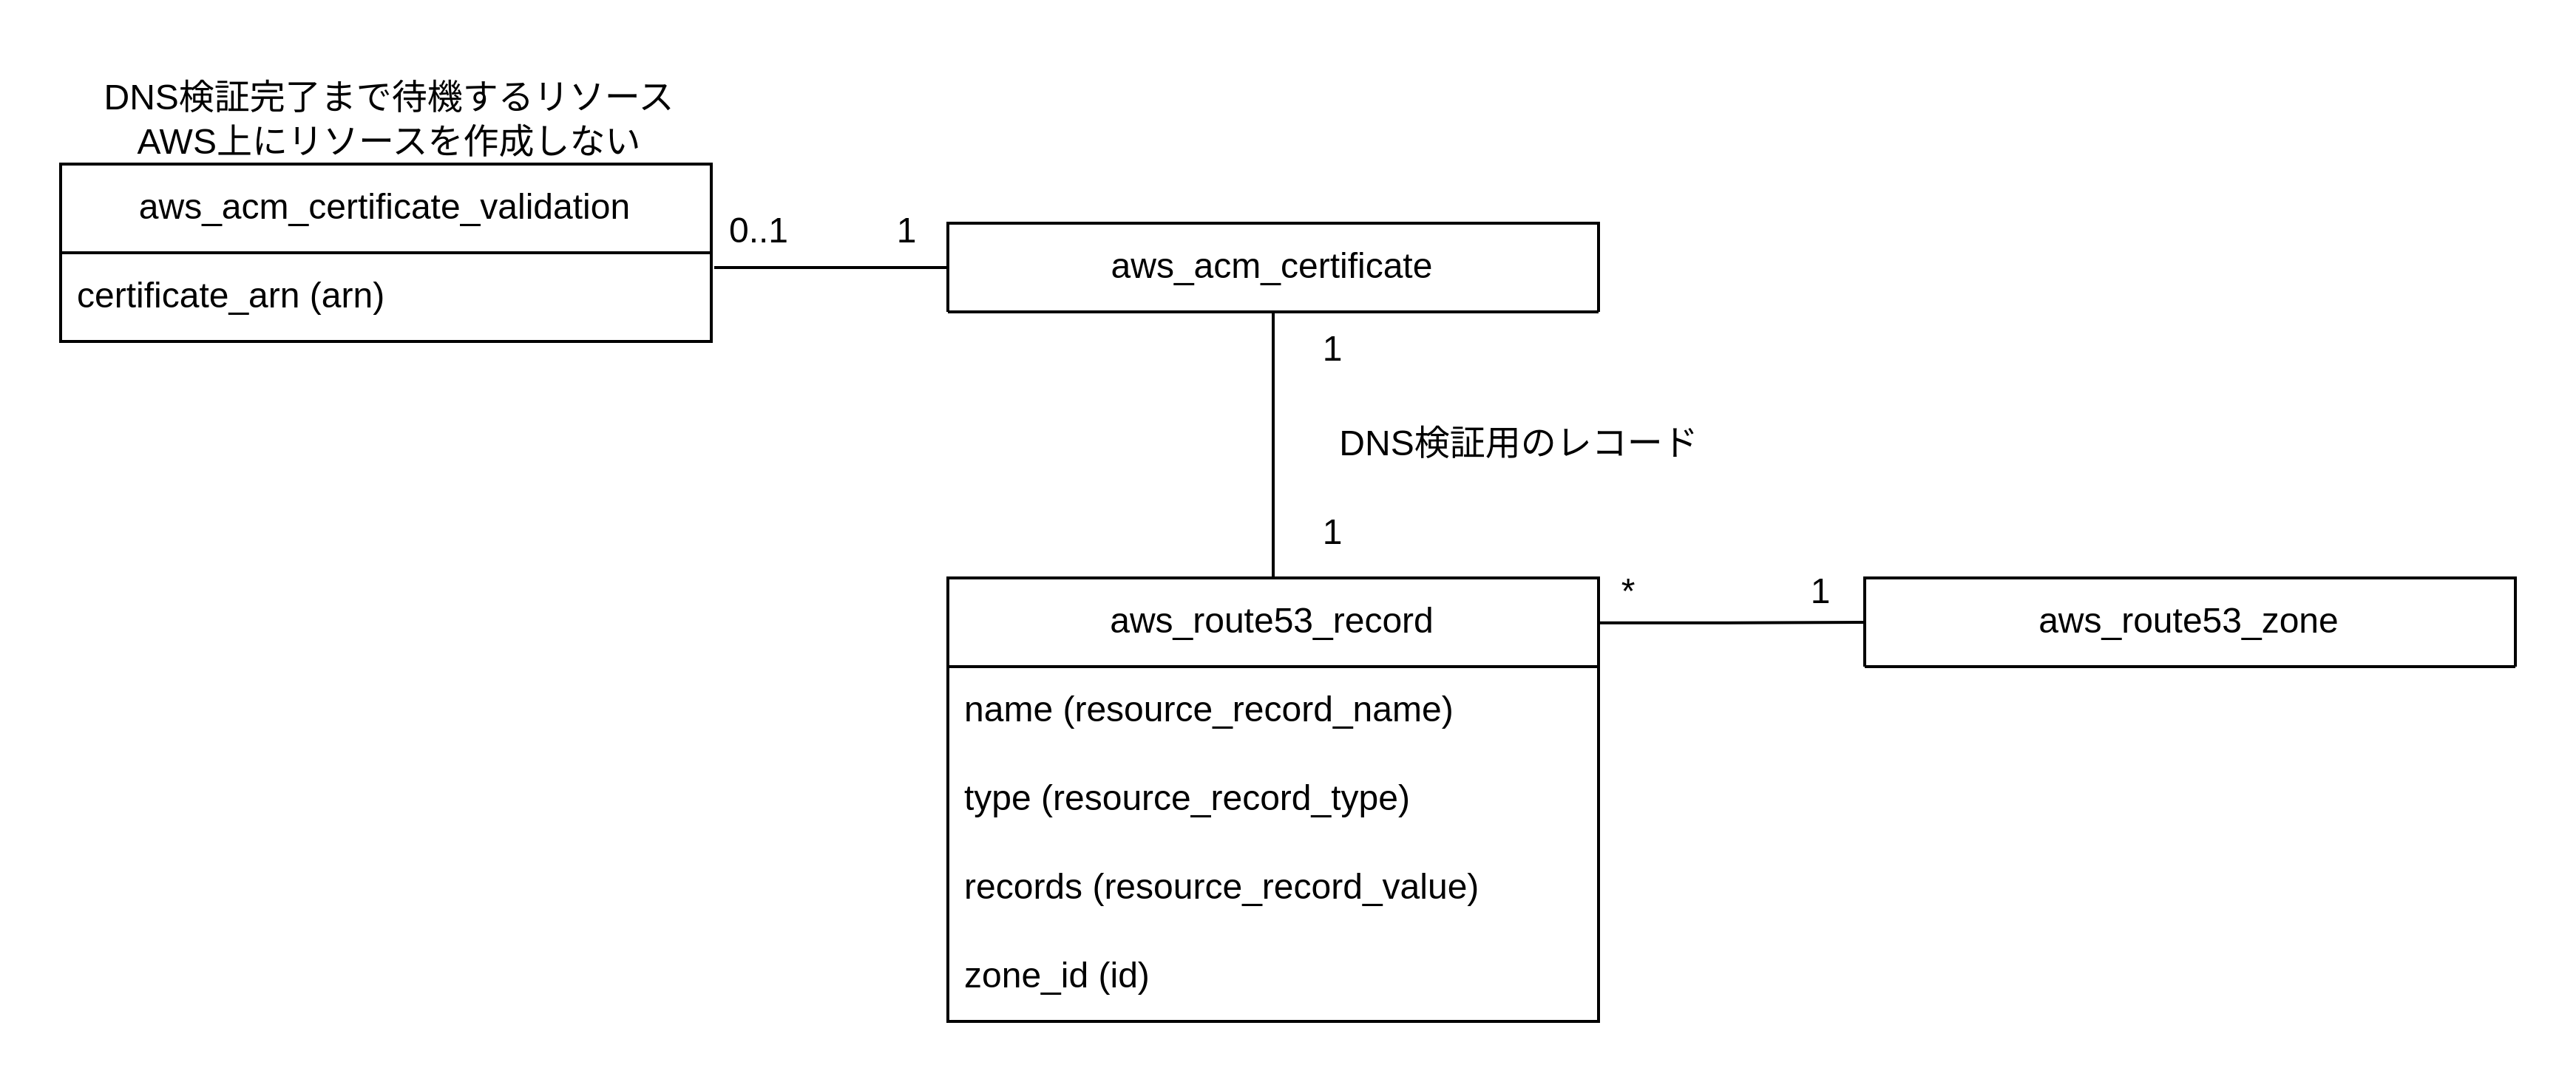 DNS検証完了まで待機するリソース
AWS上にリソースを作成しない
aws_acm_certificate_validation
certificate_arn (arn)
0..1
1
aws_acm_certificate
1
DNS検証用のレコード
1
aws_route53_record
name (resource_record_name)
type (resource_record_type)
records (resource_record_value)
zone_id (id)
*
1
aws_route53_zone